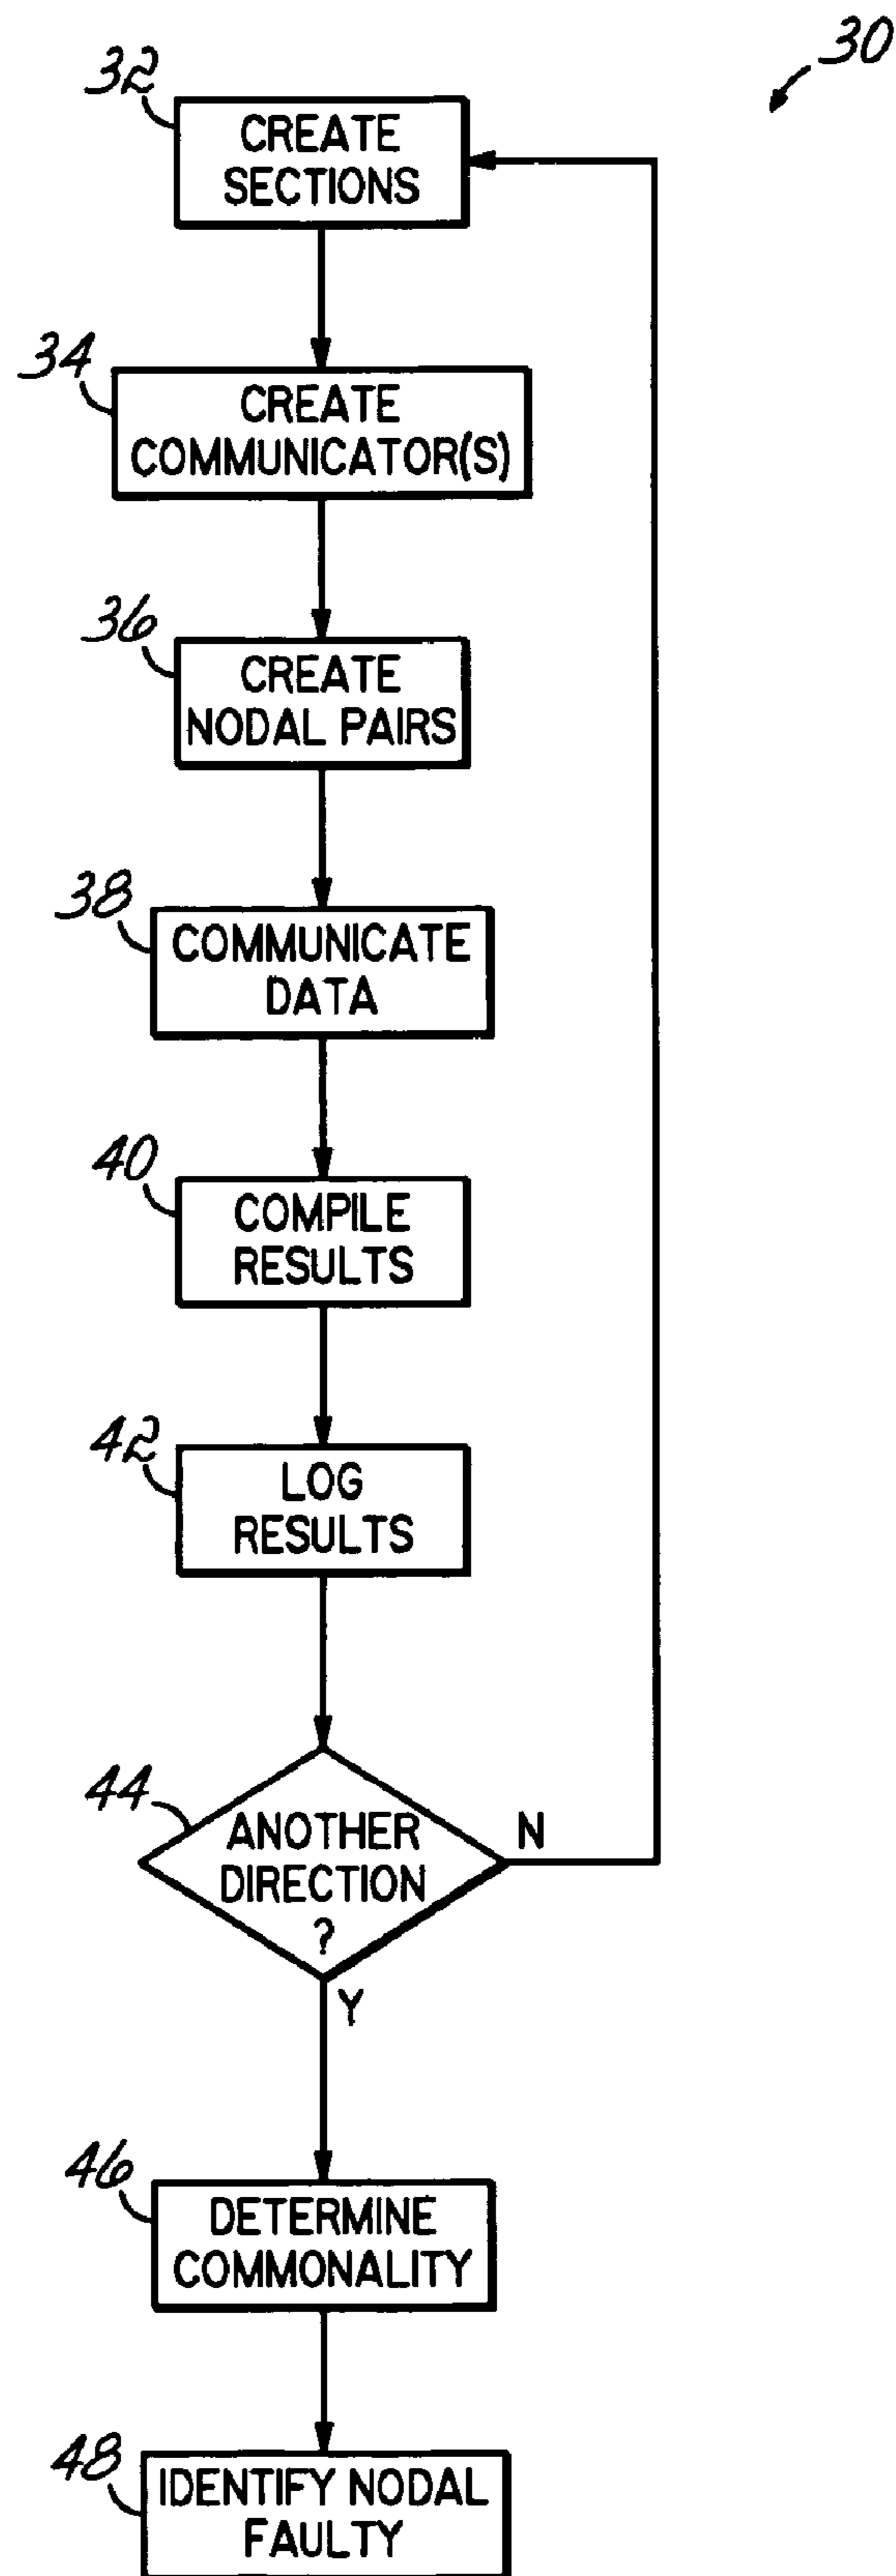 30
32
CREATE
SECTIONS
34
CREATE
COMMUNICATOR(S)
36
CREATE
NODAL PAIRS
38
COMMUNICATE
DATA
40
COMPILE
RESULTS
42
LOG
RESULTS
44
ANOTHER
DIRECTION
?
N
Y
46
DETERMINE
COMMONALITY
48
IDENTIFY NODAL
FAULTY